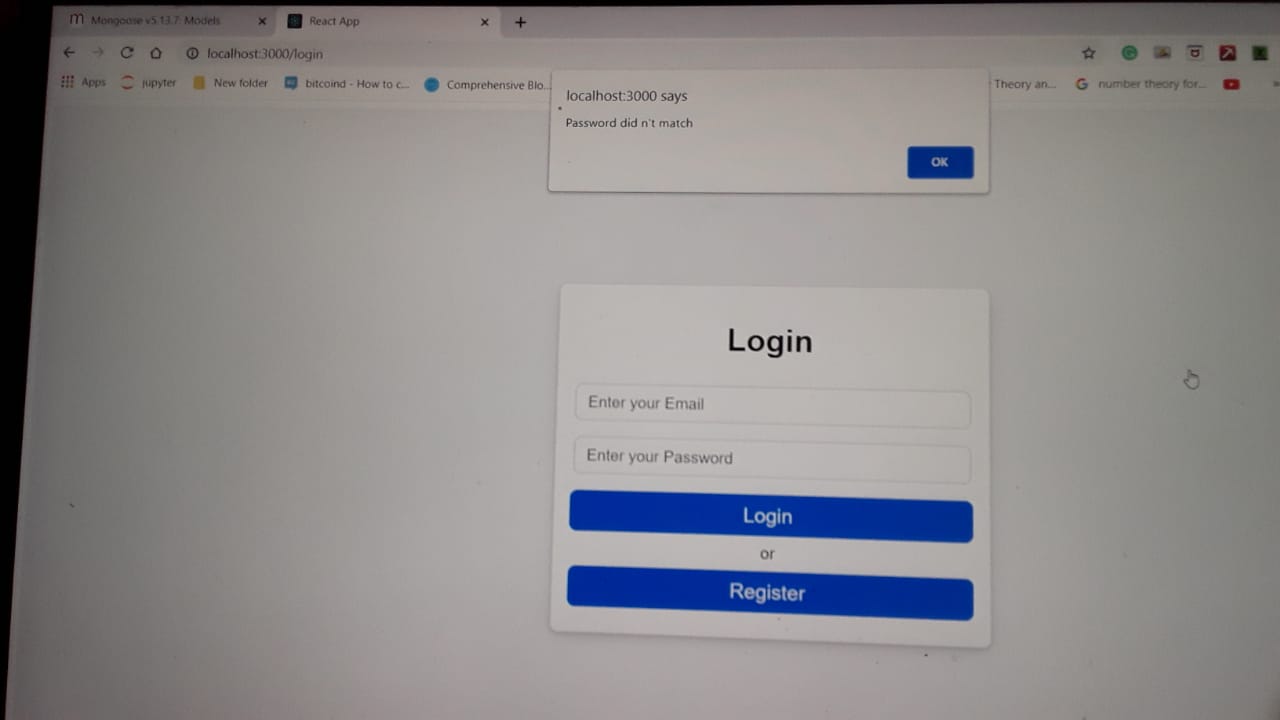 Mongoose v5.13.7: Models
React App
localhost:3000/login
Apps jupyter New folder bitcoind - How to c... Comprehensive Blo... Theory an... number theory for...
localhost:3000 says
Password did n't match
OK
Login
Enter your Email
Enter your Password
Login
or
Register